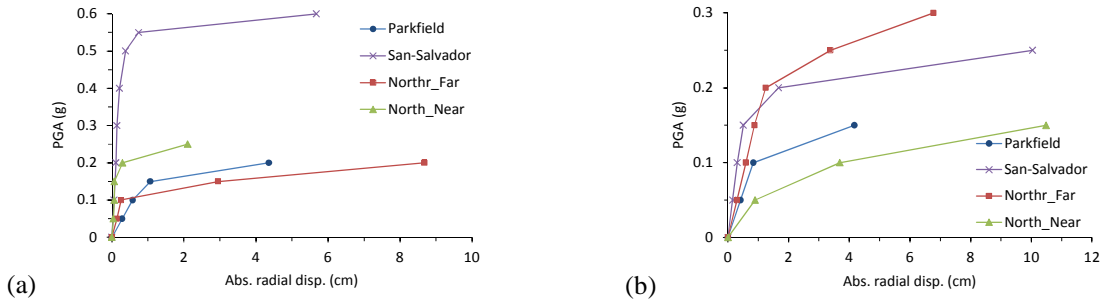 (a)
PGA (g)
0.6
0.5
0.4
0.3
0.2
0.1
0
0 2 4 6 8 10
Abs. radial disp. (cm)
Parkfield
San-Salvador
Northr_Far
North_Near
(b)
PGA (g)
0.3
0.2
0.1
0
0 2 4 6 8 10 12
Abs. radial disp. (cm)
Parkfield
San-Salvador
Northr_Far
North_Near